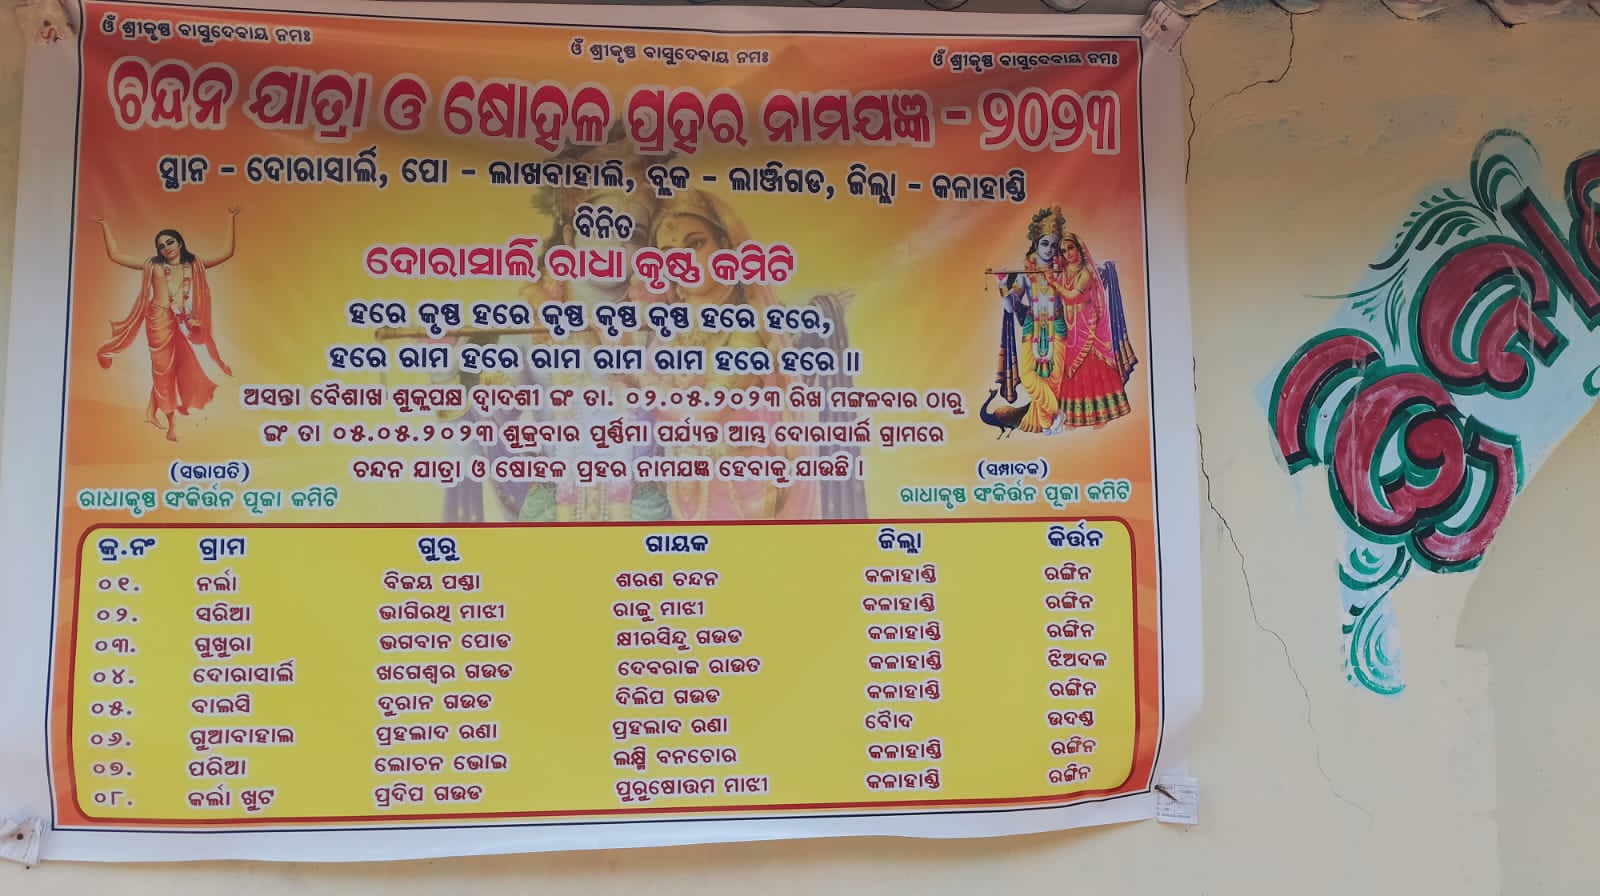 ଓଁ ଶ୍ରୀକୃଷ୍ଣ ବାସୁଦେବାୟ ନମଃ ଓଁ ଶ୍ରୀକୃଷ୍ଣ ବାସୁଦେବାୟ ନମଃ ଓଁ ଶ୍ରୀକୃଷ୍ଣ ବାସୁଦେବାୟ ନମଃ
ଚନ୍ଦନ ଯାତ୍ରା ଓ ଷୋହଳ ପ୍ରହର ନାମଯଜ୍ଞ - ୨୦୨୩
ସ୍ଥାନ - ଦୋରାସାର୍ଲି, ପୋ - ଲାଖବାହାଲି, ବ୍ଲକ - ଲାଞ୍ଜିଗଡ, ଜିଲ୍ଲା - କଳାହାଣ୍ଡି
ବିନିତ
ଦୋରାସାର୍ଲି ରାଧା କୃଷ୍ଣ କମିଟି
ହରେ କୃଷ୍ଣ ହରେ କୃଷ୍ଣ କୃଷ୍ଣ କୃଷ୍ଣ ହରେ ହରେ,
ହରେ ରାମ ହରେ ରାମ ରାମ ରାମ ହରେ ହରେ ॥
ଅସନ୍ତା ବୈଶାଖ ଶୁକ୍ଲପକ୍ଷ ଦ୍ୱାଦଶୀ ଇଂ ତା. ୦୨.୦୫.୨୦୨୩ ରିଖ ମଙ୍ଗଳବାର ଠାରୁ
ଇଂ ତା ୦୫.୦୫.୨୦୨୩ ଶୁକ୍ରବାର ପୁର୍ଣ୍ଣିମା ପର୍ଯ୍ୟନ୍ତ ଆମ୍ଭ ଦୋରାସାର୍ଲି ଗ୍ରାମରେ
ଚନ୍ଦନ ଯାତ୍ରା ଓ ଷୋହଳ ପ୍ରହର ନାମଯଜ୍ଞ ହେବାକୁ ଯାଉଛି ।
(ସଭାପତି)
ରାଧାକୃଷ୍ଣ ସଂକିର୍ତ୍ତନ ପୂଜା କମିଟି
(ସମ୍ପାଦକ)
ରାଧାକୃଷ୍ଣ ସଂକିର୍ତ୍ତନ ପୂଜା କମିଟି
କ୍ର.ନଂ ଗ୍ରାମ ଗୁରୁ ଗାୟକ ଜିଲ୍ଲା କିର୍ତ୍ତନ
୦୧. ନର୍ଲା ବିଜୟ ପଣ୍ଡା ଶରଣ ଚନ୍ଦନ କଳାହାଣ୍ଡି ରଙ୍ଗିନ
୦୨. ସରିଆ ଭାଗିରଥି ମାଝୀ ରାଜୁ ମାଝୀ କଳାହାଣ୍ଡି ରଙ୍ଗିନ
୦୩. ଗୁଖୁରା ଭଗବାନ ପୋଡ କ୍ଷୀରସିନ୍ଦୁ ଗଉଡ କଳାହାଣ୍ଡି ରଙ୍ଗିନ
୦୪. ଦୋରାସାର୍ଲି ଖଗେଶ୍ୱର ଗଉଡ ଦେବରାଜ ରାଉତ କଳାହାଣ୍ଡି ଝିଅଦଳ
୦୫. ବାଲସି ଦୁରାନ ଗଉଡ ଦିଲିପ ଗଉଡ କଳାହାଣ୍ଡି ରଙ୍ଗିନ
୦୬. ଗୁଆବାହାଲ ପ୍ରହଲାଦ ରଣା ପ୍ରହଲାଦ ରଣା ବୈାଦ ଉଦଣ୍ଡ
୦୭. ପରିଆ ଲୋଚନ ଭୋଇ ଲକ୍ଷ୍ମି ବନଚୋର କଳାହାଣ୍ଡି ରଙ୍ଗିନ
୦୮. କର୍ଲା ଖୁଟ ପ୍ରଦିପ ଗଉଡ ପୁରୁଷୋତ୍ତମ ମାଝୀ କଳାହାଣ୍ଡି ରଙ୍ଗିନ